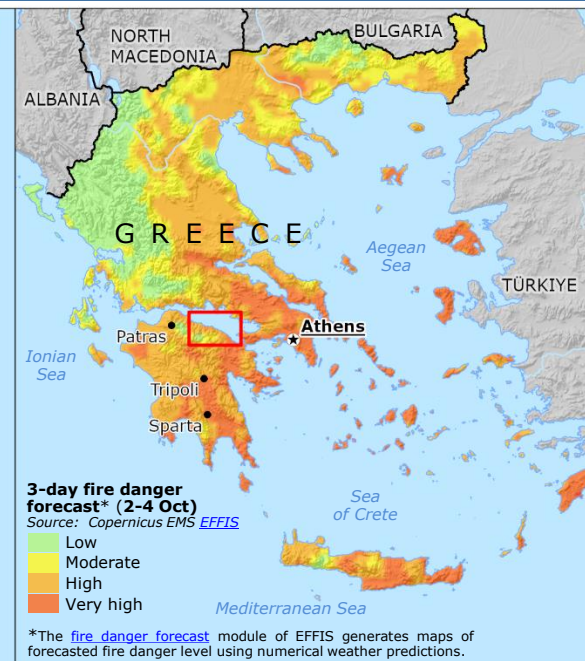 NORTH
MACEDONIA
BULGARIA
ALBANIA
GREECE
Aegean
Sea
TÜRKIYE
Patras
Athens
Ionian
Sea
Tripoli
Sparta
3-day fire danger
forecast* (2-4 Oct)
Source: Copernicus EMS EFFIS
Low
Moderate
High
Very high
Sea
of Crete
Mediterranean Sea
*The fire danger forecast module of EFFIS generates maps of
forecasted fire danger level using numerical weather predictions.